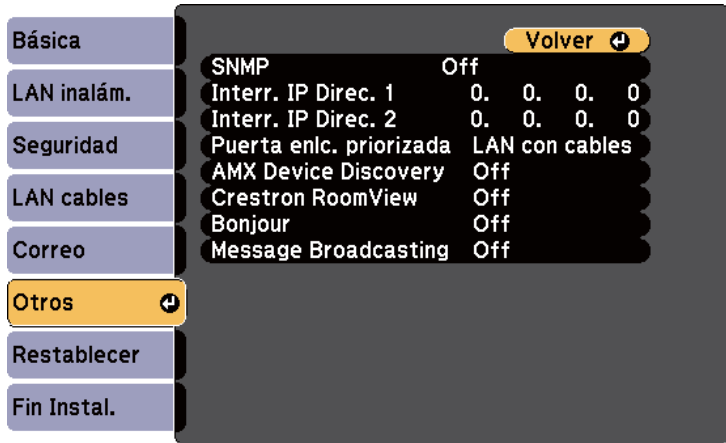 Básica
LAN inalám.
Seguridad
LAN cables
Correo
Otros
Restablecer
Fin Instal.
Volver
SNMP Off
Interr. IP Direc. 1 0. 0. 0. 0
Interr. IP Direc. 2 0. 0. 0. 0
Puerta enlc. priorizada LAN con cables
AMX Device Discovery Off
Crestron RoomView Off
Bonjour Off
Message Broadcasting Off